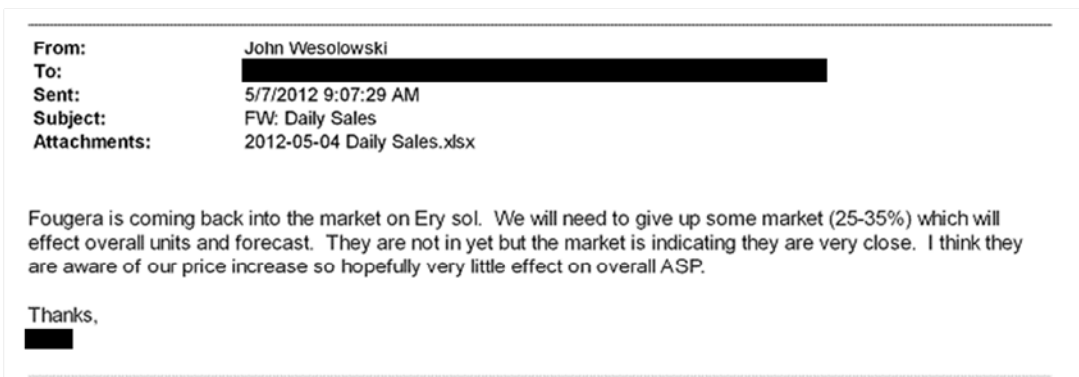 From: John Wesolowski
To:
Sent: 5/7/2012 9:07:29 AM
Subject: FW: Daily Sales
Attachments: 2012-05-04 Daily Sales.xlsx
Fougera is coming back into the market on Ery sol. We will need to give up some market (25-35%) which will
effect overall units and forecast. They are not in yet but the market is indicating they are very close. I think they
are aware of our price increase so hopefully very little effect on overall ASP.
Thanks,